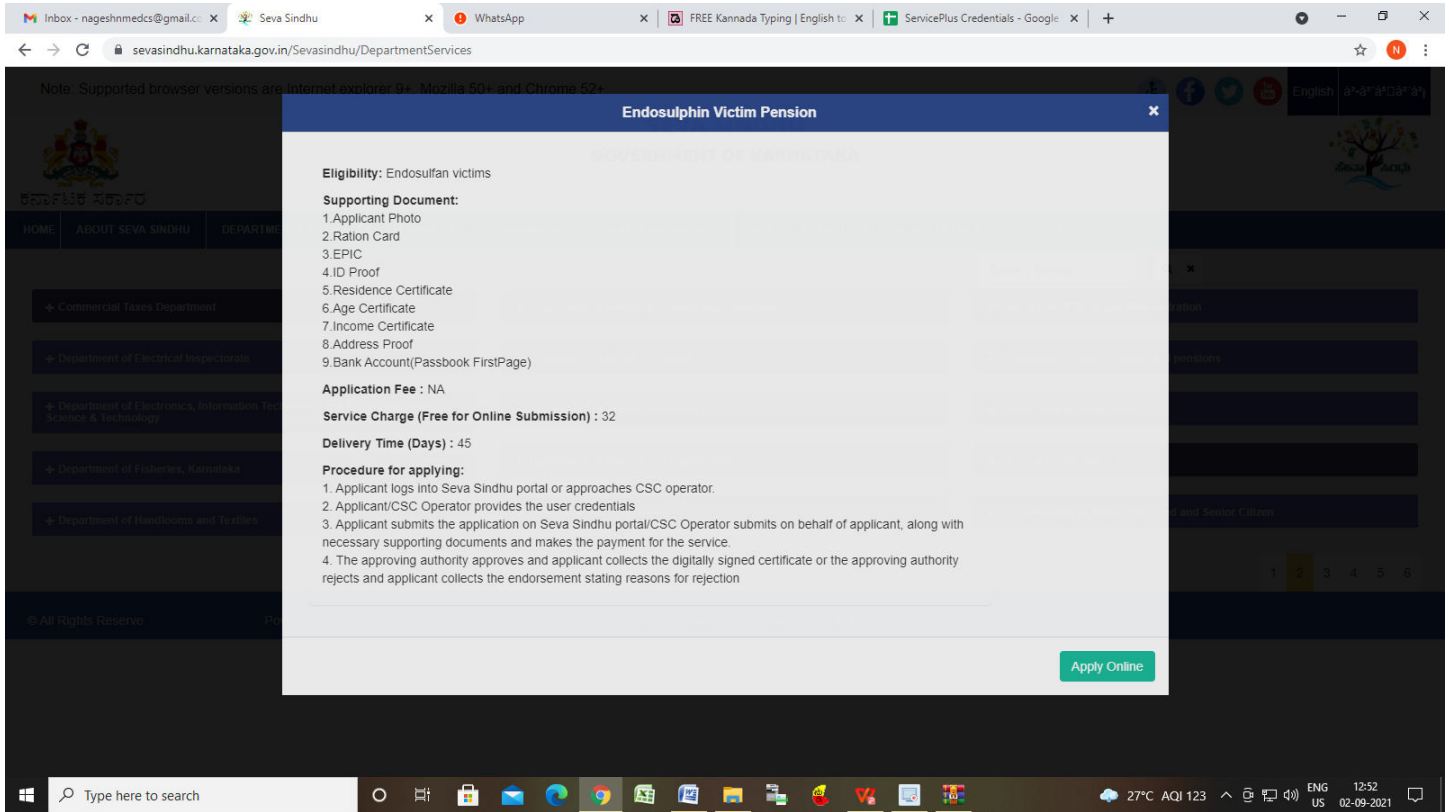 Inbox - nageshnmedcs@gmail.co
Seva Sindhu
WhatsApp
FREE Kannada Typing | English to
ServicePlus Credentials - Google
sevasindhu.karnataka.gov.in/Sevasindhu/DepartmentServices
N
Note: Supported browser versions are Internet explorer 9+, Mozilla 50+ and Chrome 52+
English
Endosulphin Victim Pension
GOVERNMENT OF KARNATAKA
ಕರ್ನಾಟಕ ಸರ್ಕಾರ
HOME ABOUT SEVA SINDHU
Eligibility: Endosulfan victims
Supporting Document:
1.Applicant Photo
2.Ration Card
3.EPIC
4.ID Proof
5.Residence Certificate
6.Age Certificate
7.Income Certificate
8.Address Proof
9.Bank Account(Passbook FirstPage)
Application Fee : NA
Service Charge (Free for Online Submission) : 32
Delivery Time (Days) : 45
Procedure for applying:
1. Applicant logs into Seva Sindhu portal or approaches CSC operator.
2. Applicant/CSC Operator provides the user credentials
3. Applicant submits the application on Seva Sindhu portal/CSC Operator submits on behalf of applicant, along with
necessary supporting documents and makes the payment for the service.
4. The approving authority approves and applicant collects the digitally signed certificate or the approving authority
rejects and applicant collects the endorsement stating reasons for rejection
+ Commercial Taxes Department
+ Department of Electrical Inspectorate
+ Department of Electronics, Information Tec
Science & Technology
+ Department of Fisheries, Karnataka
+ Department of Handlooms and Textiles
pensions
ed and Senior Citizen
1 2 3 4 5 6
© All Rights Reserve
Apply Online
Type here to search
27°C AQI 123
ENG
US
12:52
02-09-2021